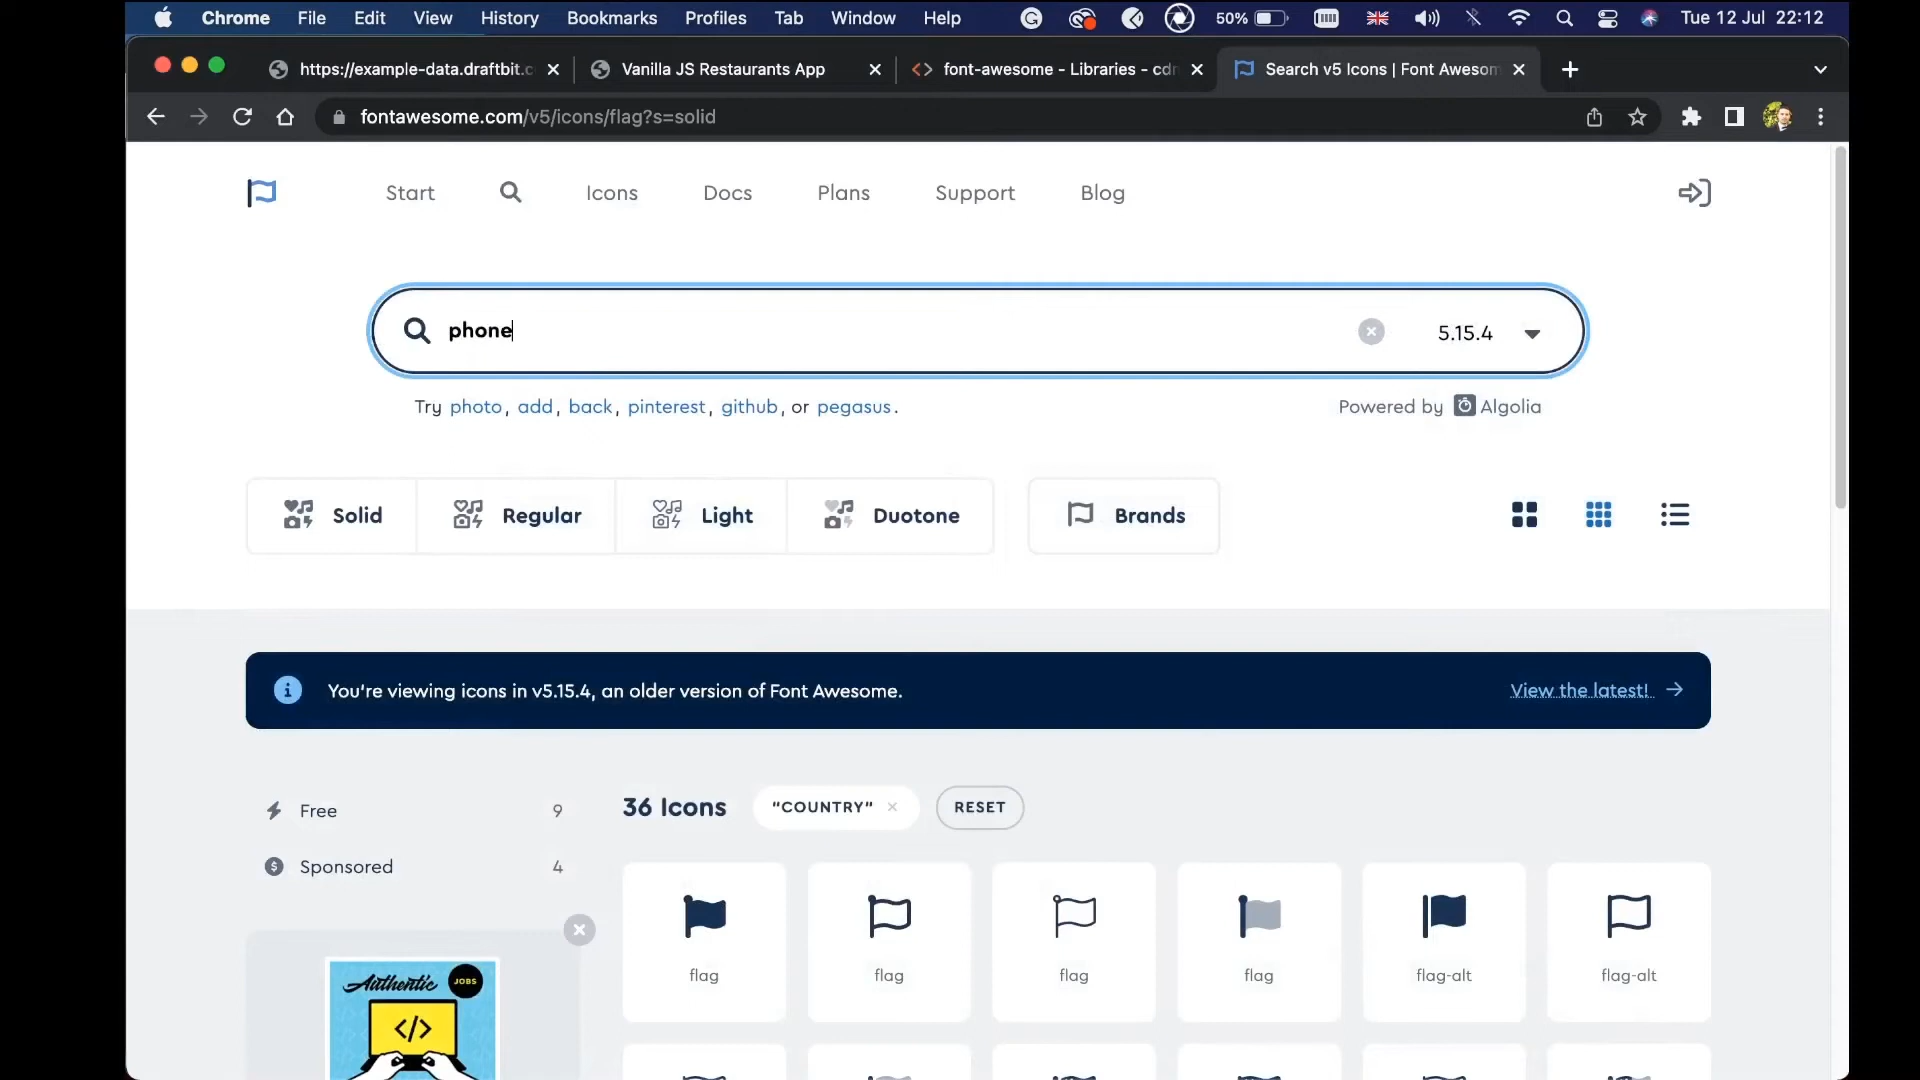 Chrome File Edit View History Bookmarks Profiles Tab Window Help 50% Tue 12 Jul 22:12
https://example-data.draftbit.c Vanilla JS Restaurants App font-awesome - Libraries - cdn Search v5 Icons | Font Awesom
fontawesome.com/v5/icons/flag?s=solid
Start Icons Docs Plans Support Blog
phone 5.15.4
Try photo, add, back, pinterest, github, or pegasus. Powered by Algolia
Solid Regular Light Duotone Brands
You're viewing icons in v5.15.4, an older version of Font Awesome. View the latest!
Free 9
Sponsored 4
36 Icons "COUNTRY" RESET
flag flag flag flag flag-alt flag-alt
Authentic JOBS